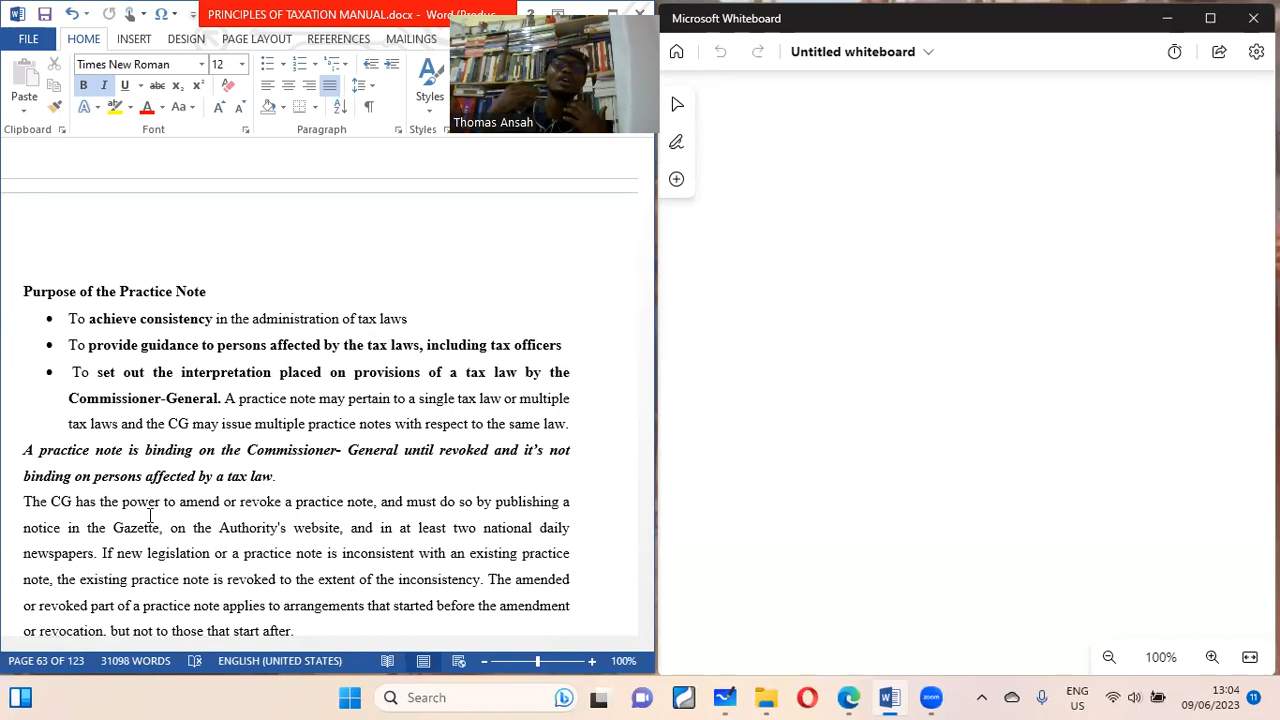 PRINCIPLES OF TAXATION MANUAL.docx - Word (Produc
Microsoft Whiteboard
FILE HOME INSERT DESIGN PAGE LAYOUT REFERENCES MAILINGS
Untitled whiteboard
Times New Roman 12
B I U abc x₂ x²
A Aa A A
Paste
Styles
Thomas Ansah
Clipboard Font Paragraph Styles
Purpose of the Practice Note
• To achieve consistency in the administration of tax laws
• To provide guidance to persons affected by the tax laws, including tax officers
• To set out the interpretation placed on provisions of a tax law by the
Commissioner-General. A practice note may pertain to a single tax law or multiple
tax laws and the CG may issue multiple practice notes with respect to the same law.
A practice note is binding on the Commissioner- General until revoked and it's not
binding on persons affected by a tax law.
The CG has the power to amend or revoke a practice note, and must do so by publishing a
notice in the Gazette, on the Authority's website, and in at least two national daily
newspapers. If new legislation or a practice note is inconsistent with an existing practice
note, the existing practice note is revoked to the extent of the inconsistency. The amended
or revoked part of a practice note applies to arrangements that started before the amendment
or revocation, but not to those that start after.
PAGE 63 OF 123 31098 WORDS ENGLISH (UNITED STATES) 100%
100%
Search
ENG
US
13:04
09/06/2023